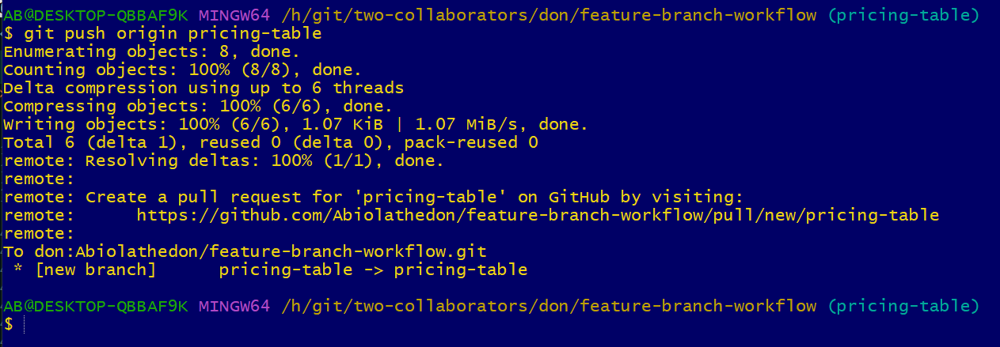 AB@DESKTOP-QBBAF9K MINGW64 /h/git/two-collaborators/don/feature-branch-workflow (pricing-table)
$ git push origin pricing-table
Enumerating objects: 8, done.
Counting objects: 100% (8/8), done.
Delta compression using up to 6 threads
Compressing objects: 100% (6/6), done.
Writing objects: 100% (6/6), 1.07 KiB | 1.07 MiB/s, done.
Total 6 (delta 1), reused 0 (delta 0), pack-reused 0
remote: Resolving deltas: 100% (1/1), done.
remote:
remote: Create a pull request for 'pricing-table' on GitHub by visiting:
remote:      https://github.com/Abiolathedon/feature-branch-workflow/pull/new/pricing-table
remote:
To don:Abiolathedon/feature-branch-workflow.git
 * [new branch]      pricing-table -> pricing-table
AB@DESKTOP-QBBAF9K MINGW64 /h/git/two-collaborators/don/feature-branch-workflow (pricing-table)
$